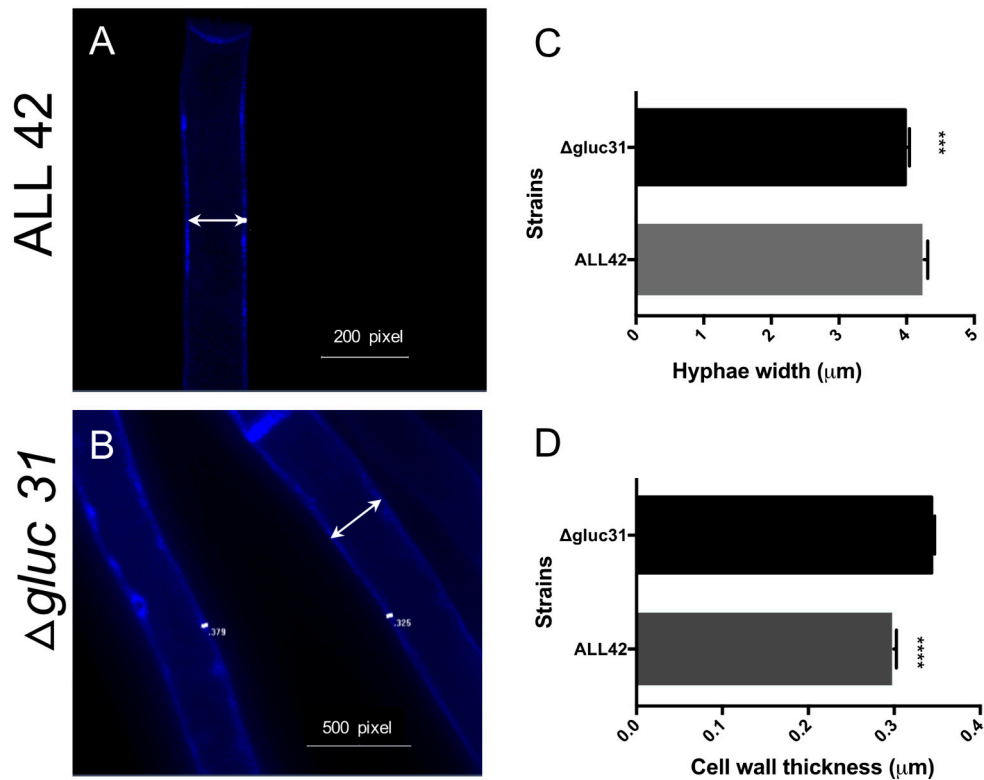 ALL 42
A
200 pixel
Δgluc 31
B
.379
.325
500 pixel
C
Strains
Δgluc31
ALL42
***
0 1 2 3 4 5
Hyphae width (μm)
D
Strains
Δgluc31
ALL42
****
0.0 0.1 0.2 0.3 0.4
Cell wall thickness (μm)